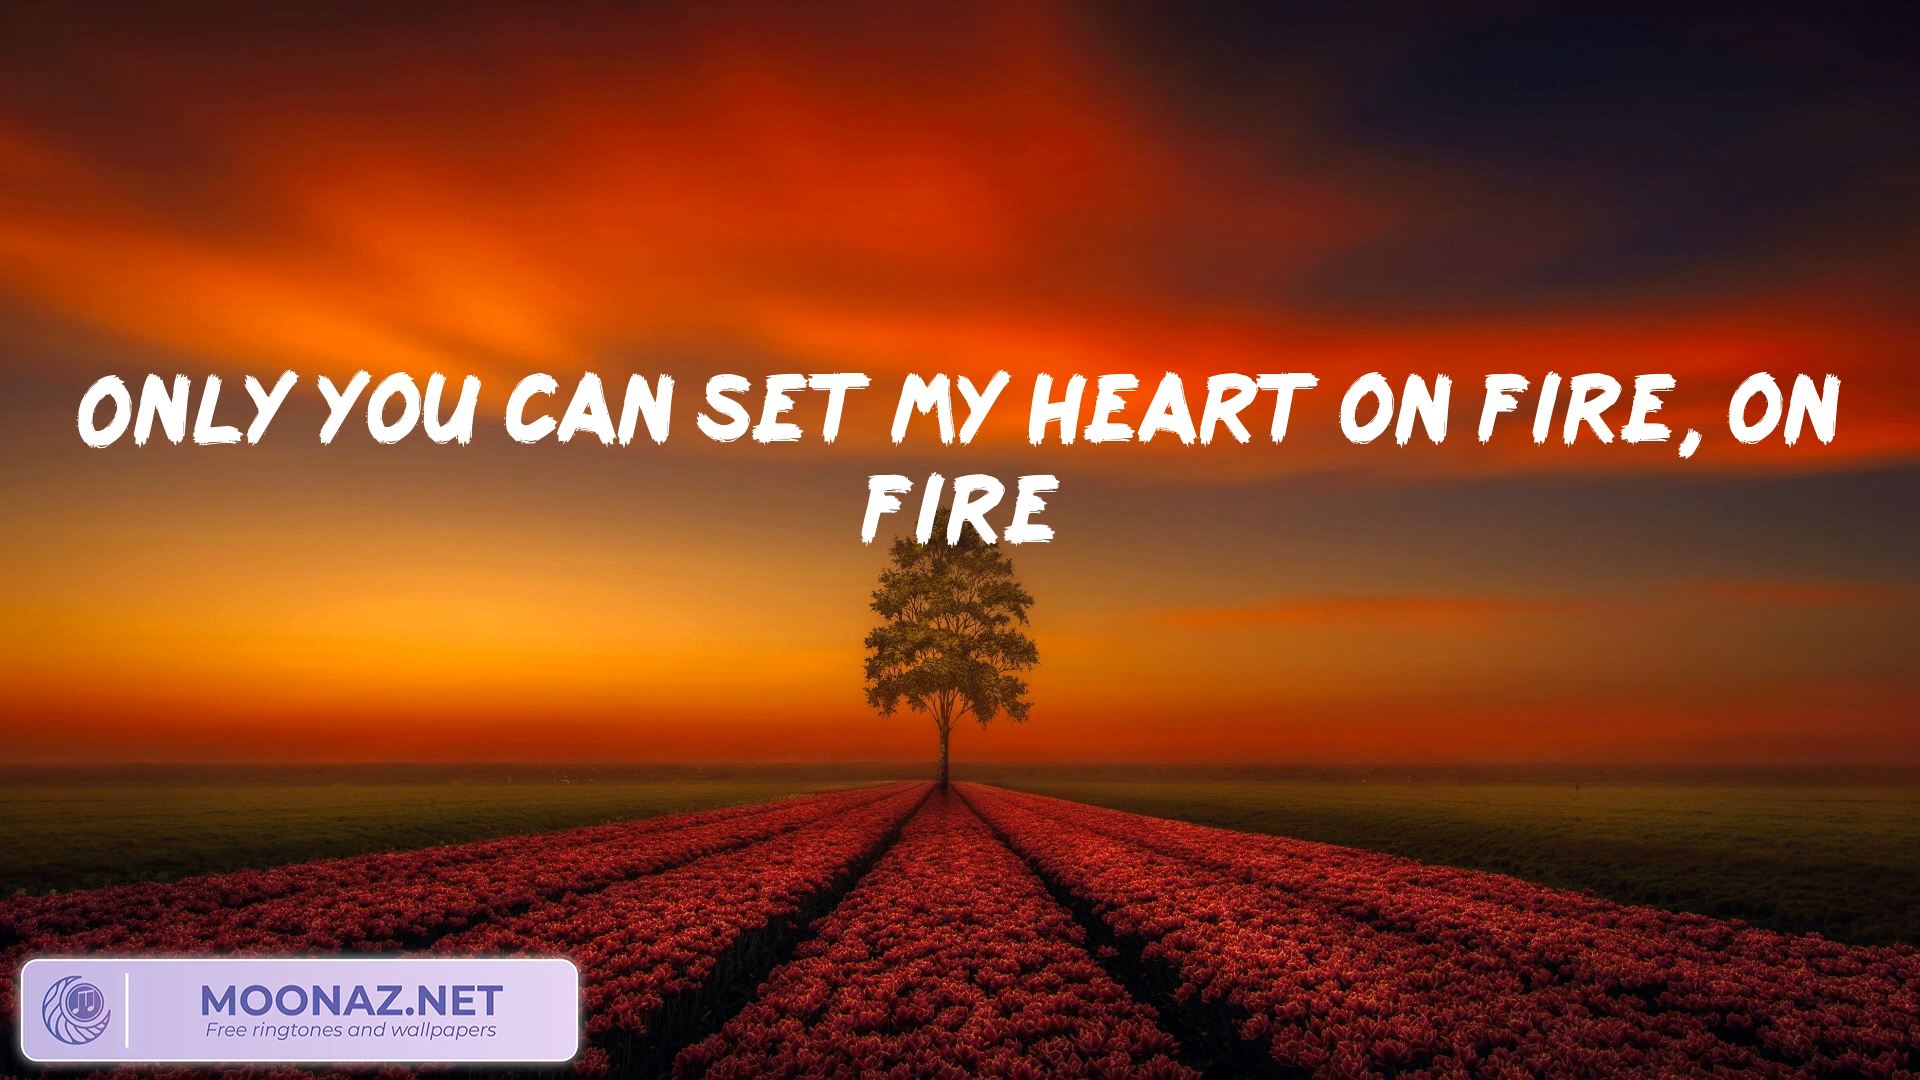 ONLY YOU CAN SET MY HEART ON FIRE, ON
FIRE
MOONAZ.NET
Free ringtones and wallpapers